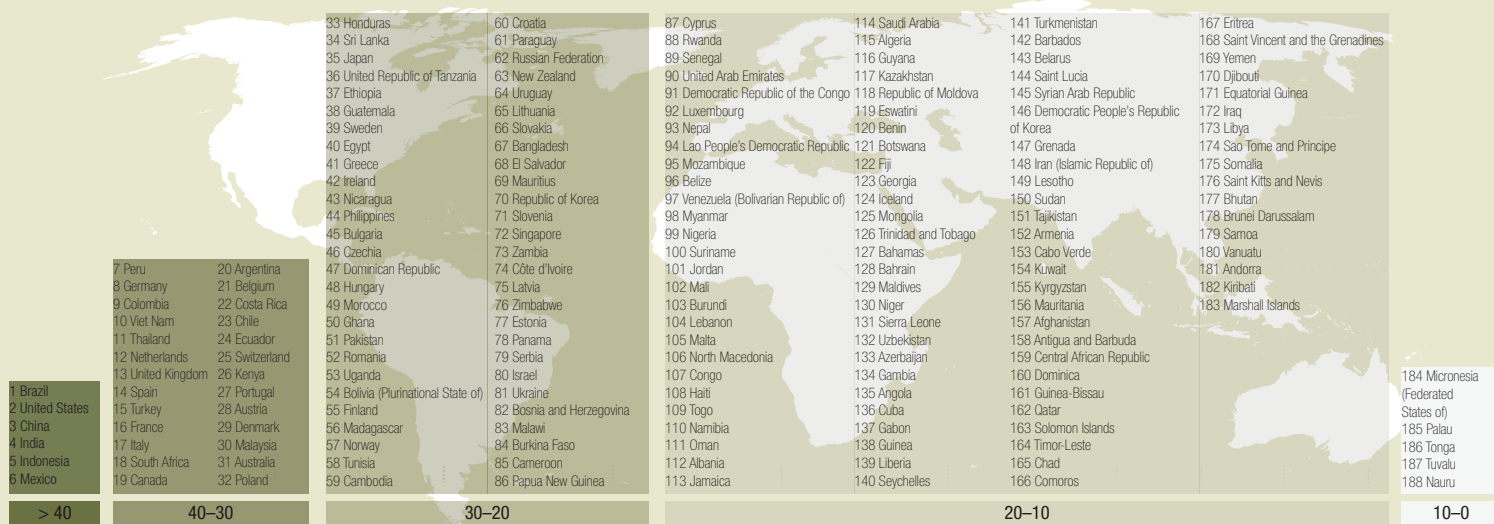 1 Brazil
2 United States
3 China
4 India
5 Indonesia
6 Mexico
> 40
7 Peru
8 Germany
9 Colombia
10 Viet Nam
11 Thailand
12 Netherlands
13 United Kingdom
14 Spain
15 Turkey
16 France
17 Italy
18 South Africa
19 Canada
20 Argentina
21 Belgium
22 Costa Rica
23 Chile
24 Ecuador
25 Switzerland
26 Kenya
27 Portugal
28 Austria
29 Denmark
30 Malaysia
31 Australia
32 Poland
40–30
33 Honduras
34 Sri Lanka
35 Japan
36 United Republic of Tanzania
37 Ethiopia
38 Guatemala
39 Sweden
40 Egypt
41 Greece
42 Ireland
43 Nicaragua
44 Philippines
45 Bulgaria
46 Czechia
47 Dominican Republic
48 Hungary
49 Morocco
50 Ghana
51 Pakistan
52 Romania
53 Uganda
54 Bolivia (Plurinational State of)
55 Finland
56 Madagascar
57 Norway
58 Tunisia
59 Cambodia
60 Croatia
61 Paraguay
62 Russian Federation
63 New Zealand
64 Uruguay
65 Lithuania
66 Slovakia
67 Bangladesh
68 El Salvador
69 Mauritius
70 Republic of Korea
71 Slovenia
72 Singapore
73 Zambia
74 Côte d'Ivoire
75 Latvia
76 Zimbabwe
77 Estonia
78 Panama
79 Serbia
80 Israel
81 Ukraine
82 Bosnia and Herzegovina
83 Malawi
84 Burkina Faso
85 Cameroon
86 Papua New Guinea
30–20
87 Cyprus
88 Rwanda
89 Senegal
90 United Arab Emirates
91 Democratic Republic of the Congo
92 Luxembourg
93 Nepal
94 Lao People's Democratic Republic
95 Mozambique
96 Belize
97 Venezuela (Bolivarian Republic of)
98 Myanmar
99 Nigeria
100 Suriname
101 Jordan
102 Mali
103 Burundi
104 Lebanon
105 Malta
106 North Macedonia
107 Congo
108 Haiti
109 Togo
110 Namibia
111 Oman
112 Albania
113 Jamaica
114 Saudi Arabia
115 Algeria
116 Guyana
117 Kazakhstan
118 Republic of Moldova
119 Eswatini
120 Benin
121 Botswana
122 Fiji
123 Georgia
124 Iceland
125 Mongolia
126 Trinidad and Tobago
127 Bahamas
128 Bahrain
129 Maldives
130 Niger
131 Sierra Leone
132 Uzbekistan
133 Azerbaijan
134 Gambia
135 Angola
136 Cuba
137 Gabon
138 Guinea
139 Liberia
140 Seychelles
141 Turkmenistan
142 Barbados
143 Belarus
144 Saint Lucia
145 Syrian Arab Republic
146 Democratic People's Republic
of Korea
147 Grenada
148 Iran (Islamic Republic of)
149 Lesotho
150 Sudan
151 Tajikistan
152 Armenia
153 Cabo Verde
154 Kuwait
155 Kyrgyzstan
156 Mauritania
157 Afghanistan
158 Antigua and Barbuda
159 Central African Republic
160 Dominica
161 Guinea-Bissau
162 Qatar
163 Solomon Islands
164 Timor-Leste
165 Chad
166 Comoros
167 Eritrea
168 Saint Vincent and the Grenadines
169 Yemen
170 Djibouti
171 Equatorial Guinea
172 Iraq
173 Libya
174 Sao Tome and Principe
175 Somalia
176 Saint Kitts and Nevis
177 Bhutan
178 Brunei Darussalam
179 Samoa
180 Vanuatu
181 Andorra
182 Kiribati
183 Marshall Islands
20–10
184 Micronesia
(Federated
States of)
185 Palau
186 Tonga
187 Tuvalu
188 Nauru
10–0